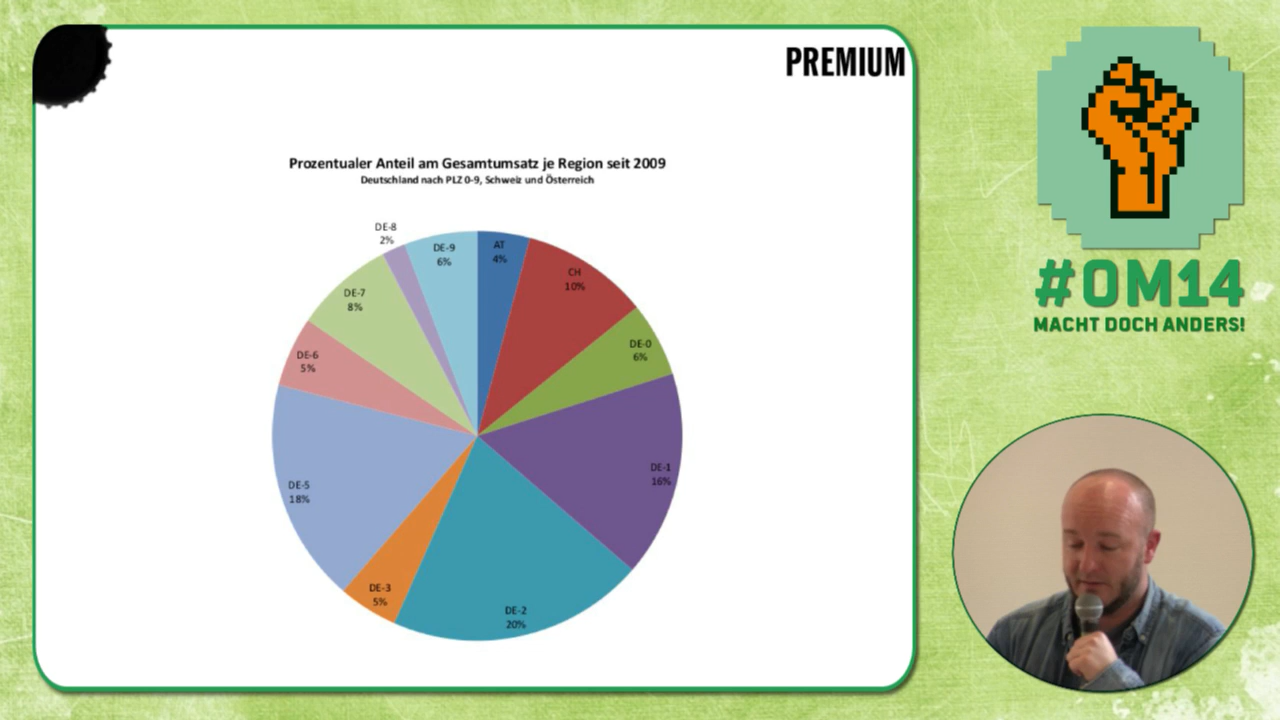 PREMIUM
Prozentualer Anteil am Gesamtumsatz je Region seit 2009
Deutschland nach PLZ 0-9, Schweiz und Österreich
DE-8
2%
DE-9
6%
AT
4%
CH
10%
DE-7
8%
DE-0
6%
DE-6
5%
DE-1
16%
DE-5
18%
DE-3
5%
DE-2
20%
#OM14
MACHT DOCH ANDERS!